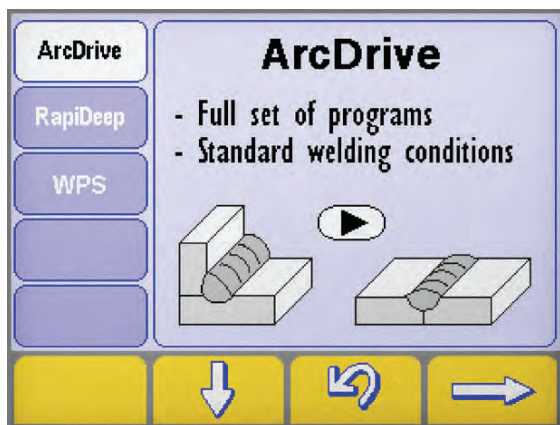 ArcDrive
RapiDeep
WPS
ArcDrive
- Full set of programs
- Standard welding conditions